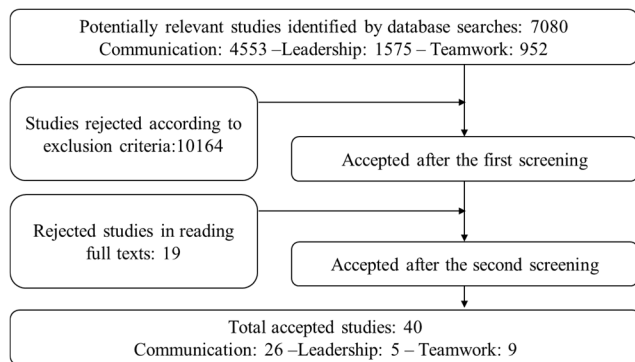 Potentially relevant studies identified by database searches: 7080
Communication: 4553 –Leadership: 1575 – Teamwork: 952
Studies rejected according to
exclusion criteria:10164
Accepted after the first screening
Rejected studies in reading
full texts: 19
Accepted after the second screening
Total accepted studies: 40
Communication: 26 –Leadership: 5 – Teamwork: 9